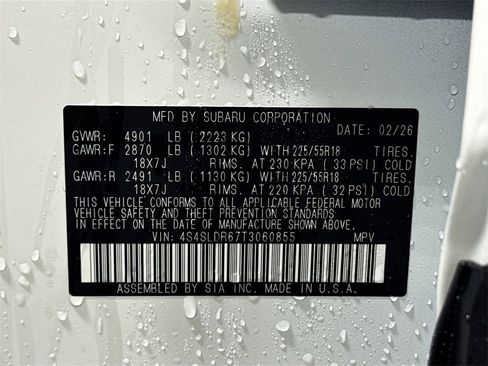 MFD BY SUBARU CORPORATION
DATE: 02/26
GVWR: 4901 LB (2223 KG)
GAWR:F 2870 LB (1302 KG) WITH 225/55R18 TIRES.
18X7J RIMS. AT 230 KPA (33 PSI) COLD
GAWR:R 2491 LB (1130 KG) WITH 225/55R18 TIRES.
18X7J RIMS. AT 220 KPA (32 PSI) COLD
THIS VEHICLE CONFORMS TO ALL APPLICABLE FEDERAL MOTOR
VEHICLE SAFETY AND THEFT PREVENTION STANDARDS
IN EFFECT ON THE DATE OF MANUFACTURE SHOWN ABOVE.
VIN: 4S4SLDR67T3060855 MPV
ASSEMBLED BY SIA INC. MADE IN U.S.A.